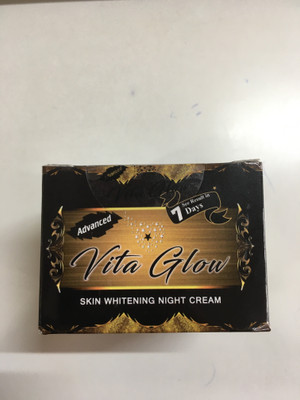 Advanced
See Result in
7 Days
Vita Glow
SKIN WHITENING NIGHT CREAM